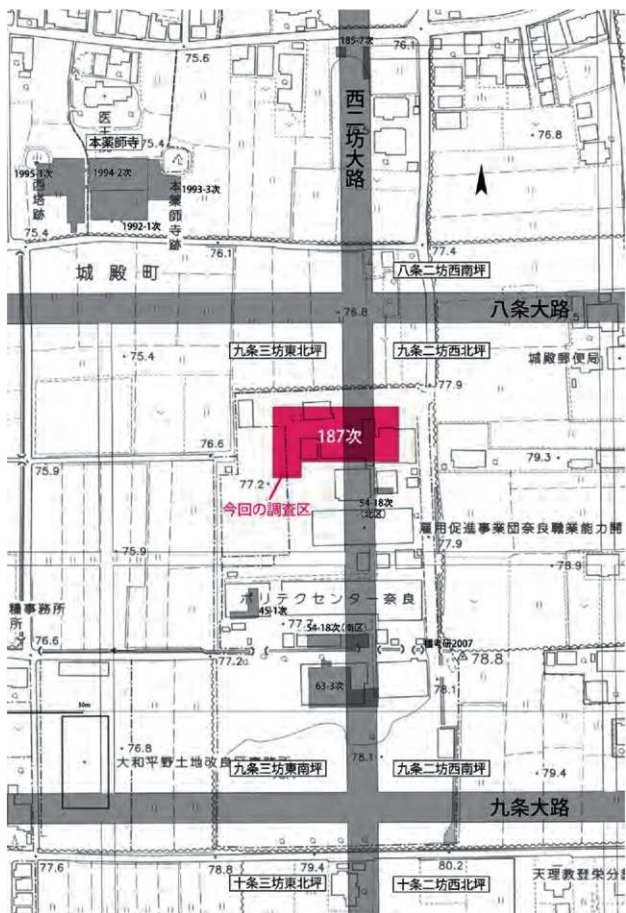 185-7次
76.1
75.6
西二坊大路
医王
本薬師寺
75.4
76.8
1995-1次
1994-2次
1993-3次
西塔跡
本薬師寺跡
1992-1次
75.4
76.1
77.4
城殿町
八条二坊西南坪
76.8
八条大路
75.4
九条三坊東北坪
九条二坊西北坪
城殿郵便局
77.9
187次
76.6
75.9
79.3
77.2
今回の調査区
54-18次
(北区)
雇用促進事業団奈良職業能力開
77.9
75.9
78.9
ポリテクセンター奈良
45-1次
糧事務所
所
54-18次(南区)
橿考研2007
76.6
77.2
78.8
63-3次
78.1
50m
76.8
大和平野土地改良
78.1
九条三坊東南坪
九条二坊西南坪
79.4
九条大路
77.6
78.8
79.4
80.2
十条三坊東北坪
十条二坊西北坪
天理教登栄分